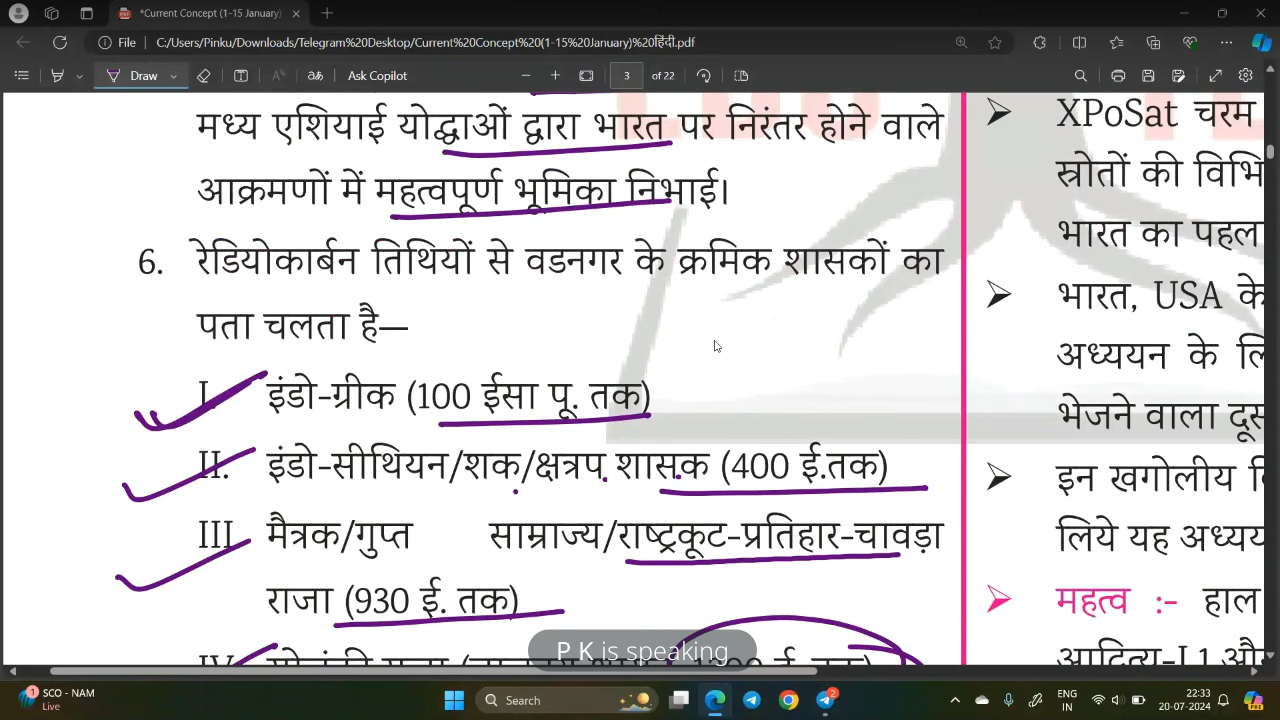 *Current Concept (1-15 January)
File C:/Users/Pinku/Downloads/Telegram%20Desktop/Current%20Concept%20(1-15%20January)%20हिंदी.pdf
Draw Ask Copilot 3 of 22
मध्य एशियाई योद्धाओं द्वारा भारत पर निरंतर होने वाले
आक्रमणों में महत्वपूर्ण भूमिका निभाई।
6. रेडियोकार्बन तिथियों से वडनगर के क्रमिक शासकों का
पता चलता है—
I. इंडो-ग्रीक (100 ईसा पू. तक)
II. इंडो-सीथियन/शक/क्षत्रप शासक (400 ई.तक)
III. मैत्रक/गुप्त साम्राज्य/राष्ट्रकूट-प्रतिहार-चावड़ा
राजा (930 ई. तक)
IV.
XPoSat चरम
स्रोतों की विभि
भारत का पहला
भारत, USA के
अध्ययन के लि
भेजने वाला दूस
इन खगोलीय
लिये यह अध्यय
महत्व :- हाल
आदित्य-L1 और
P K is speaking
SCO - NAM
Live
Search
ENG
IN
22:33
20-07-2024